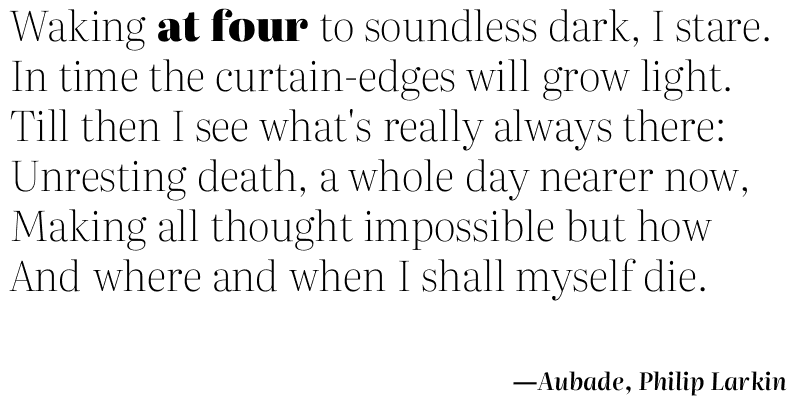 Waking at four to soundless dark, I stare.
In time the curtain-edges will grow light.
Till then I see what's really always there:
Unresting death, a whole day nearer now,
Making all thought impossible but how
And where and when I shall myself die.
—Aubade, Philip Larkin